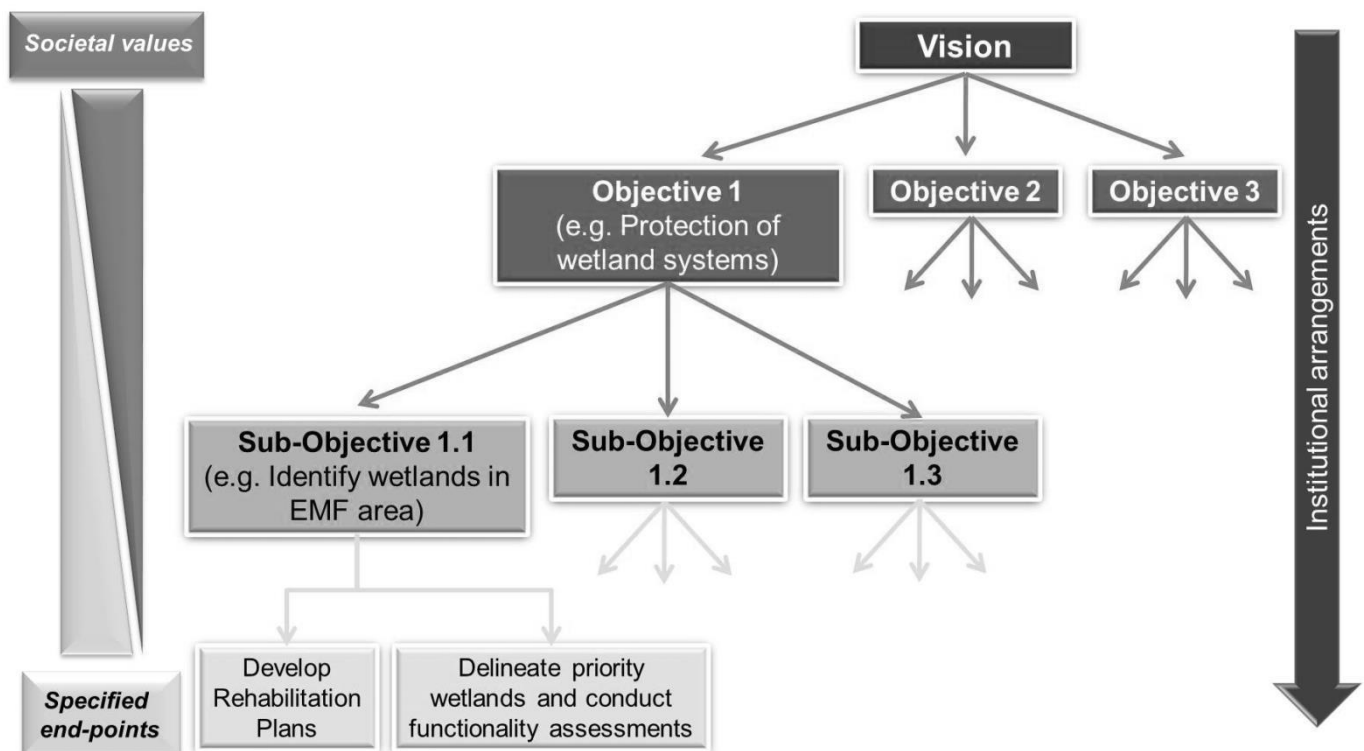 Societal values
Vision
Objective 1
(e.g. Protection of
wetland systems)
Objective 2
Objective 3
Institutional arrangements
Sub-Objective 1.1
(e.g. Identify wetlands in
EMF area)
Sub-Objective
1.2
Sub-Objective
1.3
Develop
Rehabilitation
Plans
Delineate priority
wetlands and conduct
functionality assessments
Specified
end-points